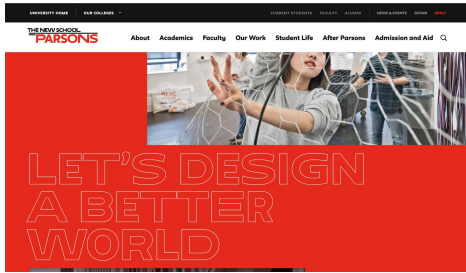 UNIVERSITY HOME OUR COLLEGES CURRENT STUDENTS FACULTY ALUMNI NEWS & EVENTS GIVING APPLY
THE NEW SCHOOL
PARSONS
About Academics Faculty Our Work Student Life After Parsons Admission and Aid
LET'S DESIGN
A BETTER
WORLD